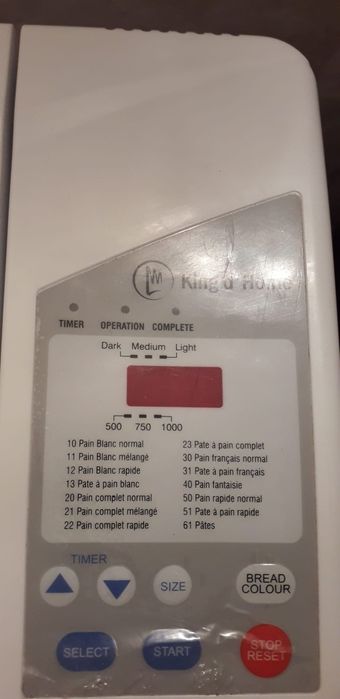 King d' Home
TIMER OPERATION COMPLETE
Dark Medium Light
500 750 1000
10 Pain Blanc normal
11 Pain Blanc mélangé
12 Pain Blanc rapide
13 Pate à pain blanc
20 Pain complet normal
21 Pain complet mélangé
22 Pain complet rapide
23 Pate à pain complet
30 Pain français normal
31 Pate à pain français
40 Pain fantaisie
50 Pain rapide normal
51 Pate à pain rapide
61 Pâtes
TIMER
SIZE
BREAD
COLOUR
SELECT
START
STOP
RESET